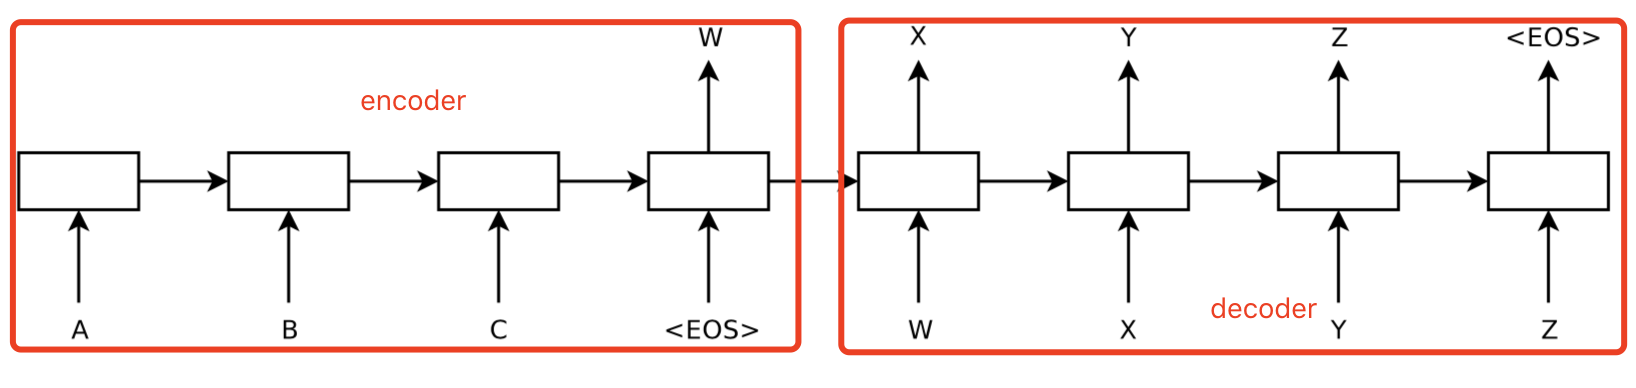 W X Y Z <EOS>
encoder
decoder
A B C <EOS> W X Y Z